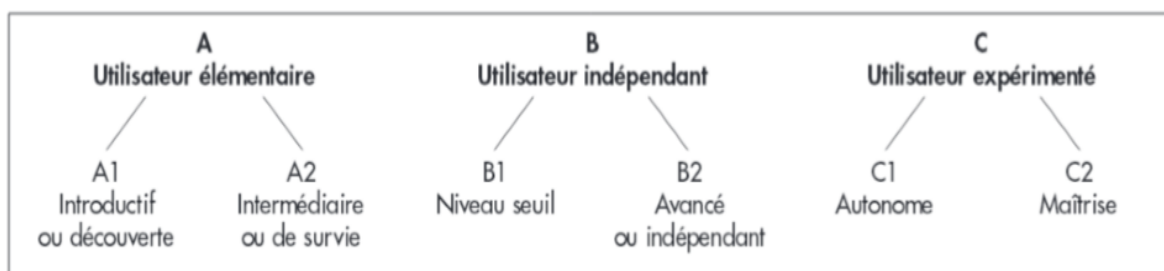 A
Utilisateur élémentaire
B
Utilisateur indépendant
C
Utilisateur expérimenté
A1
Introductif
ou découverte
A2
Intermédiaire
ou de survie
B1
Niveau seuil
B2
Avancé
ou indépendant
C1
Autonome
C2
Maîtrise